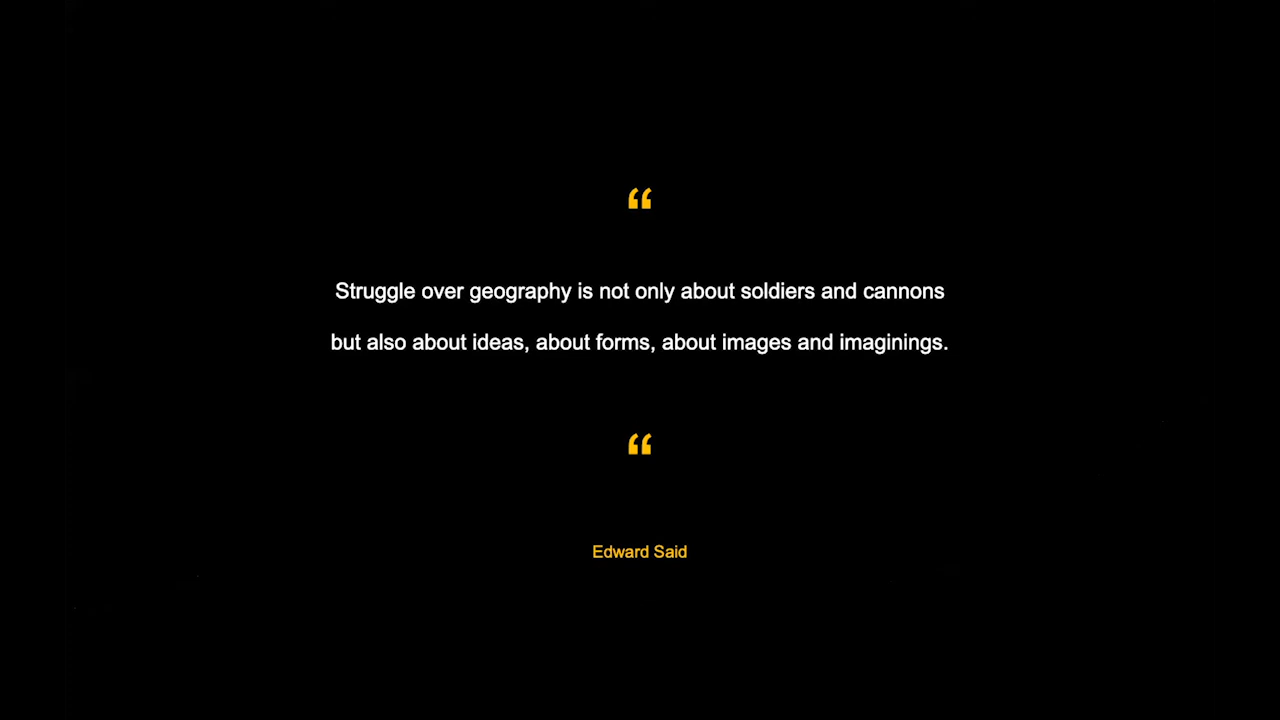 “
Struggle over geography is not only about soldiers and cannons
but also about ideas, about forms, about images and imaginings.
“
Edward Said